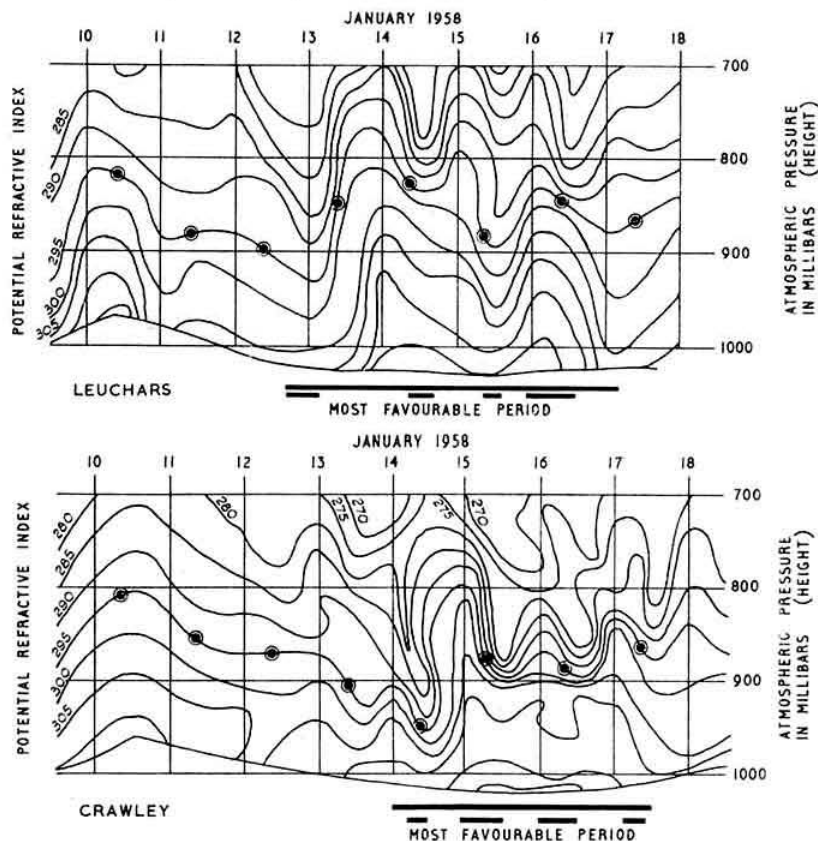 JANUARY 1958
10 11 12 13 14 15 16 17 18
POTENTIAL REFRACTIVE INDEX
285
290
295
300
305
700
800
900
1000
ATMOSPHERIC PRESSURE (HEIGHT)
IN MILLIBARS
LEUCHARS
MOST FAVOURABLE PERIOD
JANUARY 1958
10 11 12 13 14 15 16 17 18
POTENTIAL REFRACTIVE INDEX
280
285
290
295
300
305
280
275
270
275
270
700
800
900
1000
ATMOSPHERIC PRESSURE (HEIGHT)
IN MILLIBARS
CRAWLEY
MOST FAVOURABLE PERIOD